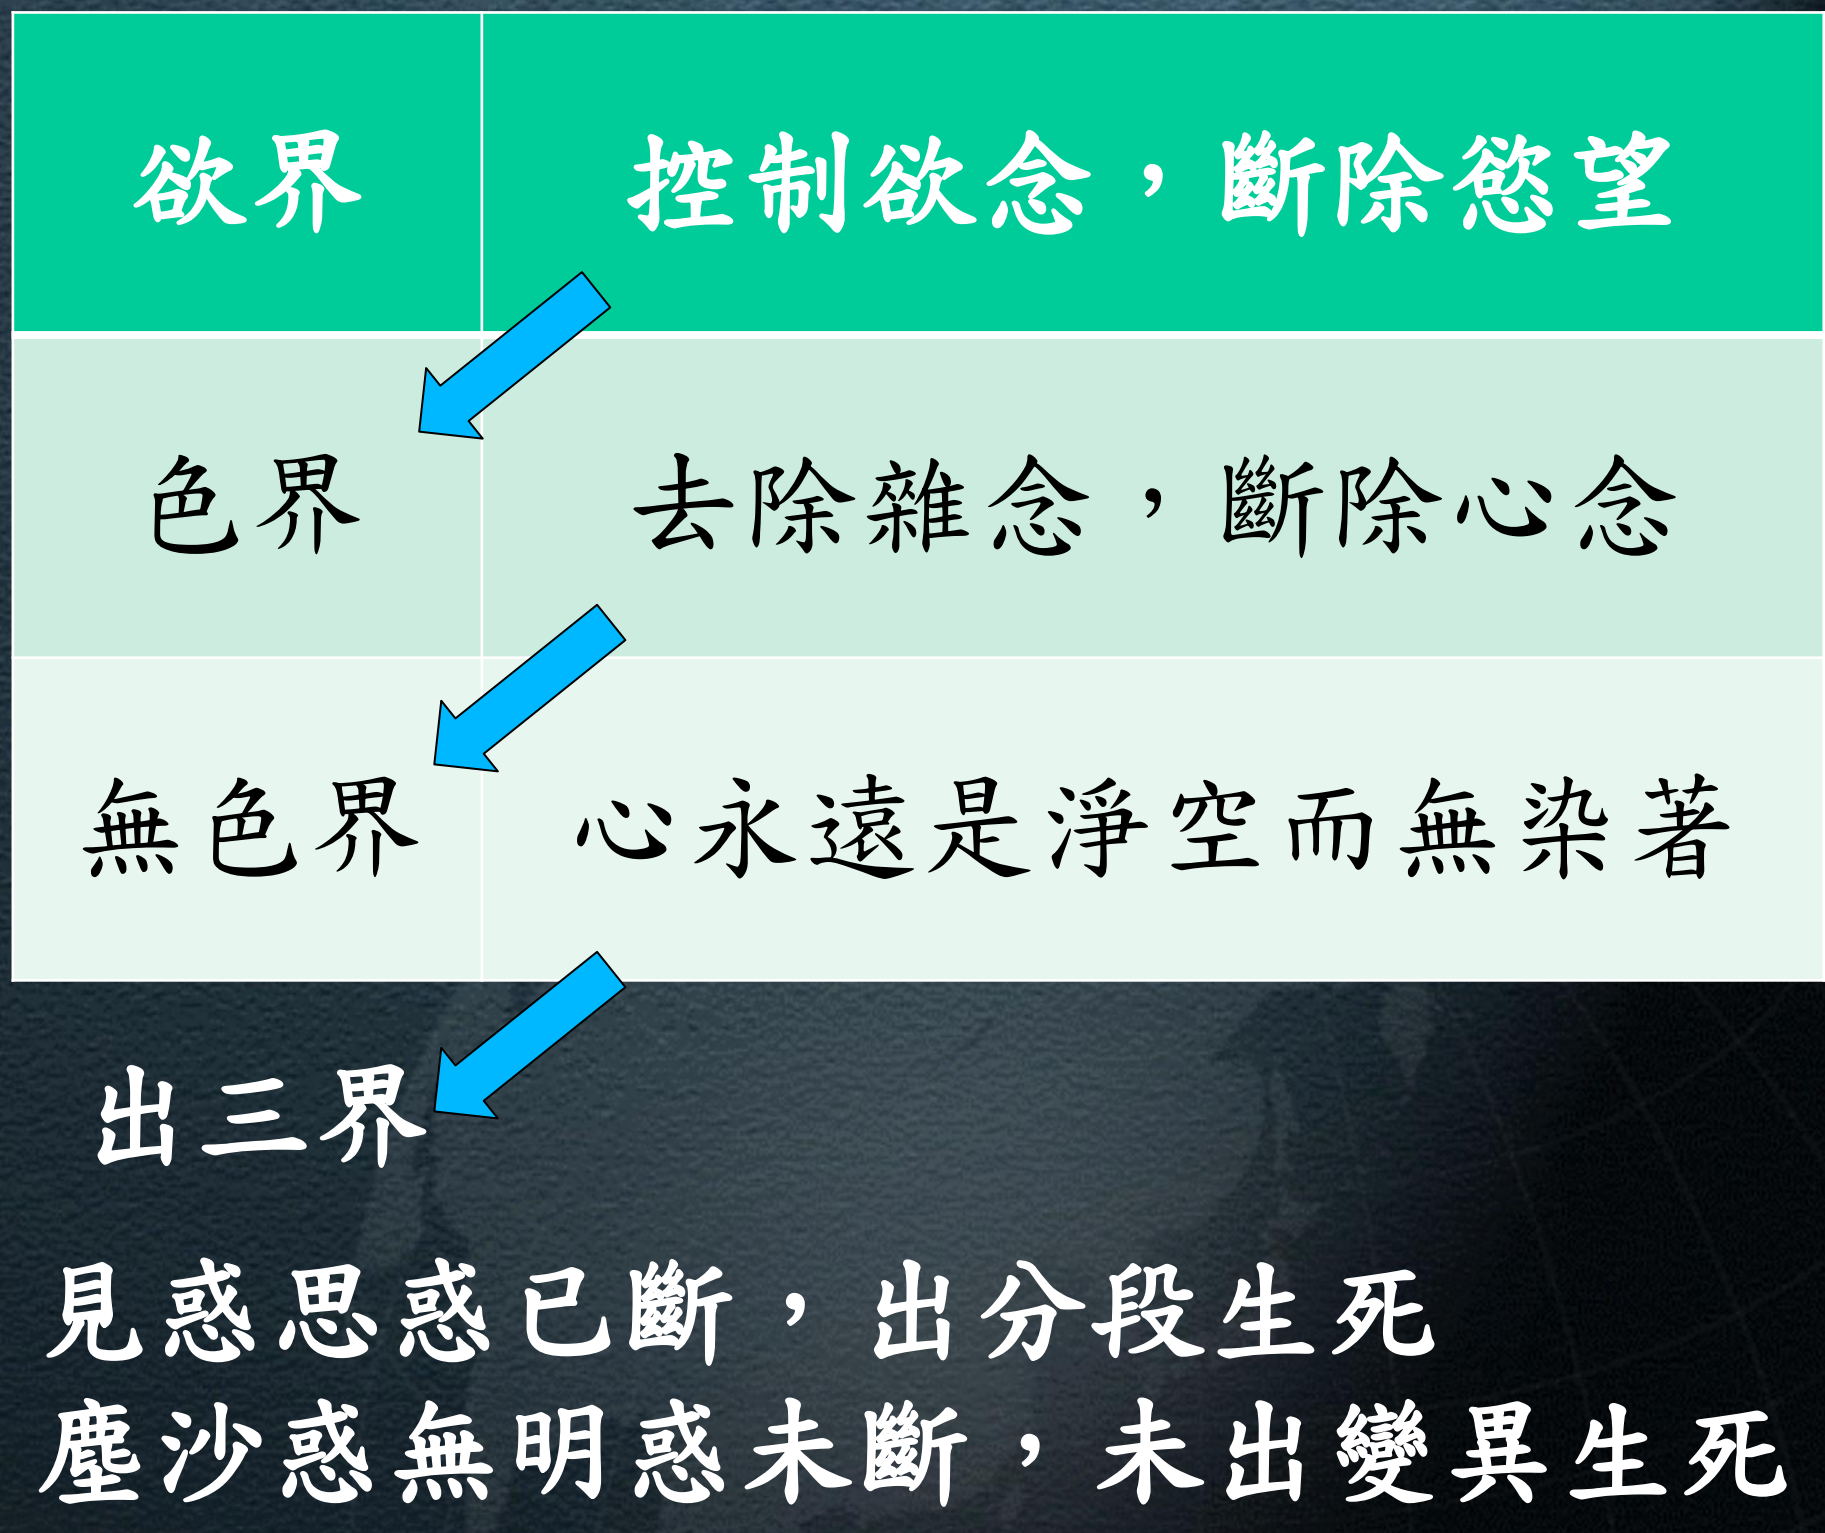 欲界 控制欲念，斷除慾望
色界 去除雜念，斷除心念
無色界 心永遠是淨空而無染著
出三界
見惑思惑已斷，出分段生死
塵沙惑無明惑未斷，未出變異生死